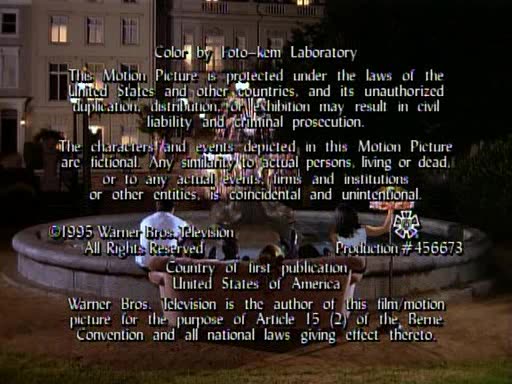 Color by Foto-kem Laboratory
This Motion Picture is protected under the laws of the
United States and other countries, and its unauthorized
duplication, distribution, or exhibition may result in civil
liability and criminal prosecution.
The characters and events depicted in this Motion Picture
are fictional. Any similarity to actual persons, living or dead,
or to any actual events, firms and institutions
or other entities, is coincidental and unintentional.
©1995 Warner Bros. Television
All Rights Reserved
Production #456673
Country of first publication
United States of America
Warner Bros. Television is the author of this film/motion
picture for the purpose of Article 15 (2) of the Berne
Convention and all national laws giving effect thereto.